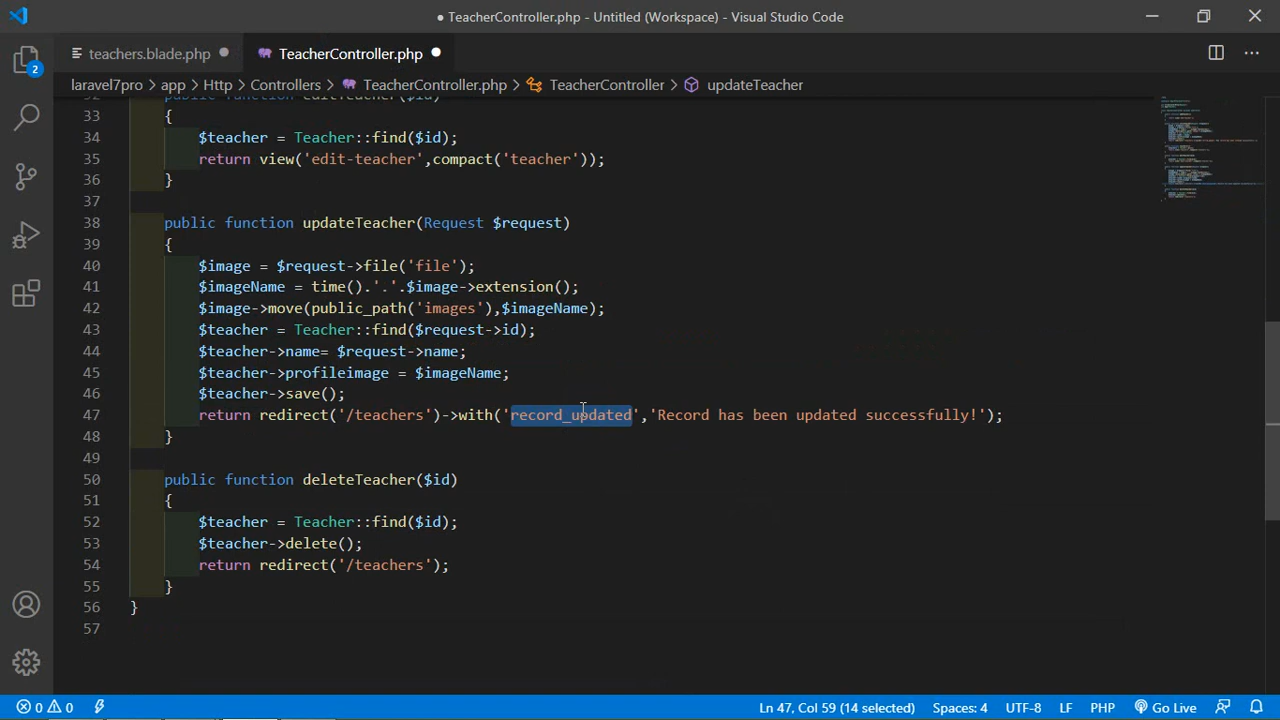 ● TeacherController.php - Untitled (Workspace) - Visual Studio Code
teachers.blade.php
TeacherController.php
laravel7pro > app > Http > Controllers > TeacherController.php > TeacherController > updateTeacher
33 {
34 $teacher = Teacher::find($id);
35 return view('edit-teacher',compact('teacher'));
36 }
37
38 public function updateTeacher(Request $request)
39 {
40 $image = $request->file('file');
41 $imageName = time().'.'.$image->extension();
42 $image->move(public_path('images'),$imageName);
43 $teacher = Teacher::find($request->id);
44 $teacher->name= $request->name;
45 $teacher->profileimage = $imageName;
46 $teacher->save();
47 return redirect('/teachers')->with('record_updated','Record has been updated successfully!');
48 }
49
50 public function deleteTeacher($id)
51 {
52 $teacher = Teacher::find($id);
53 $teacher->delete();
54 return redirect('/teachers');
55 }
56 }
57
2
0 0 Ln 47, Col 59 (14 selected) Spaces: 4 UTF-8 LF PHP Go Live